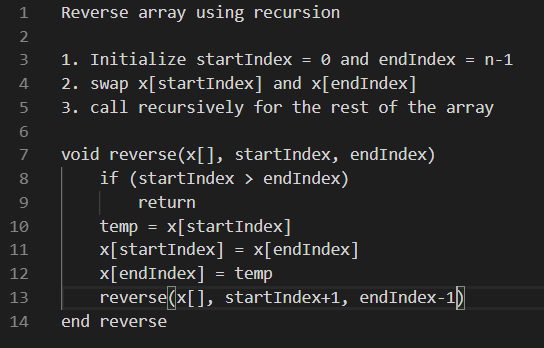 1 Reverse array using recursion
2
3 1. Initialize startIndex = 0 and endIndex = n-1
4 2. swap x[startIndex] and x[endIndex]
5 3. call recursively for the rest of the array
6
7 void reverse(x[], startIndex, endIndex)
8     if (startIndex > endIndex)
9         return
10     temp = x[startIndex]
11     x[startIndex] = x[endIndex]
12     x[endIndex] = temp
13     reverse(x[], startIndex+1, endIndex-1)
14 end reverse